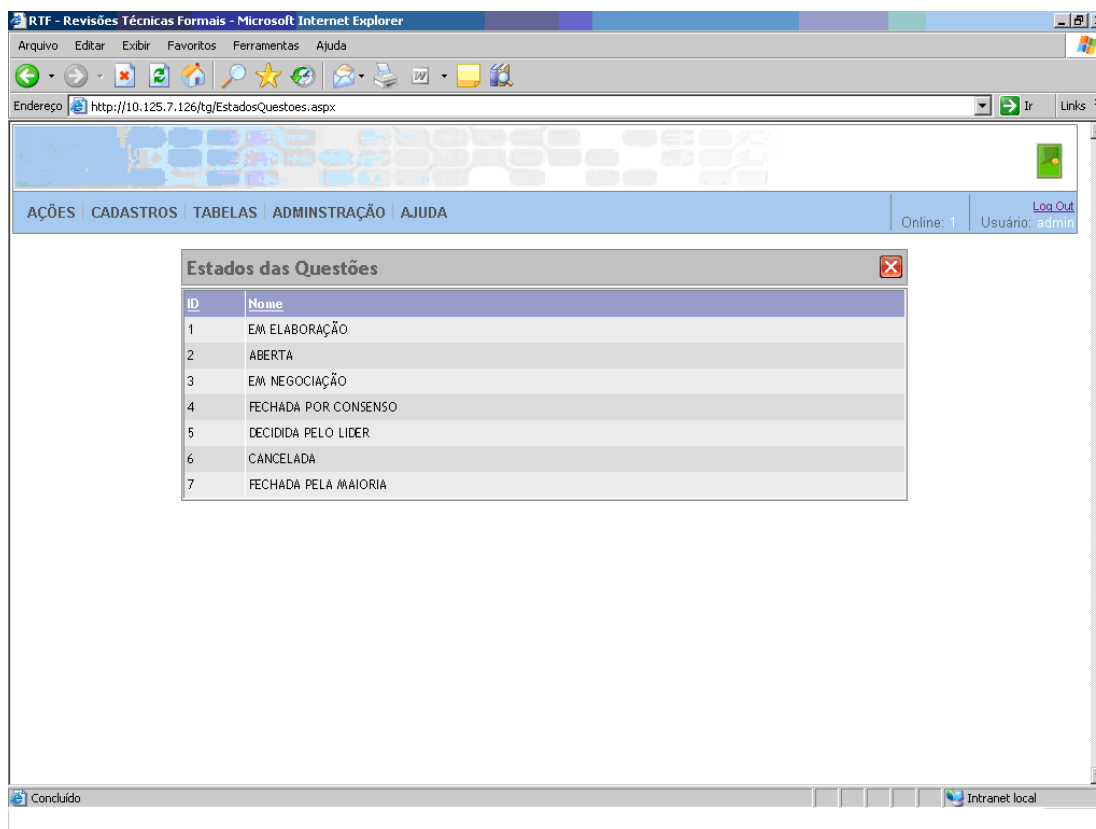 RTF - Revisões Técnicas Formais - Microsoft Internet Explorer
Arquivo Editar Exibir Favoritos Ferramentas Ajuda
Endereço http://10.125.7.126/tg/EstadosQuestoes.aspx Ir Links
AÇÕES CADASTROS TABELAS ADMINSTRAÇÃO AJUDA
Log Out
Online: 1 Usuário: admin
Estados das Questões
ID Nome
1 EM ELABORAÇÃO
2 ABERTA
3 EM NEGOCIAÇÃO
4 FECHADA POR CONSENSO
5 DECIDIDA PELO LIDER
6 CANCELADA
7 FECHADA PELA MAIORIA
Concluído Intranet local